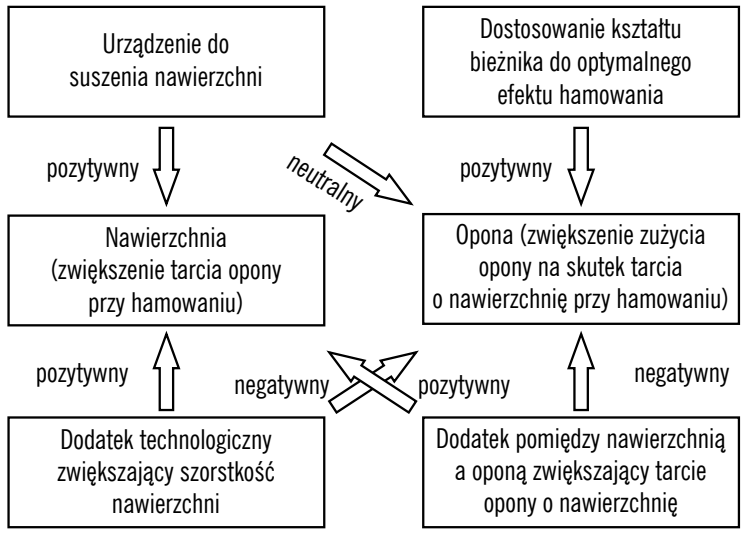 Urządzenie do
suszenia nawierzchni
Dostosowanie kształtu
bieżnika do optymalnego
efektu hamowania
pozytywny
neutralny
pozytywny
Nawierzchnia
(zwiększenie tarcia opony
przy hamowaniu)
Opona (zwiększenie zużycia
opony na skutek tarcia
o nawierzchnię przy hamowaniu)
pozytywny
negatywny
pozytywny
negatywny
Dodatek technologiczny
zwiększający szorstkość
nawierzchni
Dodatek pomiędzy nawierzchnią
a oponą zwiększający tarcie
opony o nawierzchnię